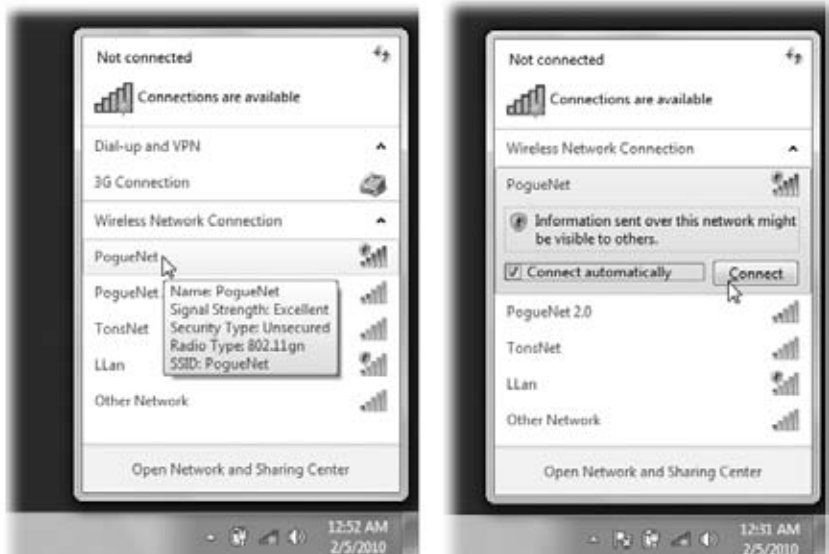 Not connected
Connections are available
Dial-up and VPN
3G Connection
Wireless Network Connection
PogueNet
PogueNet
Name: PogueNet
Signal Strength: Excellent
Security Type: Unsecured
Radio Type: 802.11gn
SSID: PogueNet
TonsNet
LLan
Other Network
Open Network and Sharing Center
12:52 AM
2/5/2010
Not connected
Connections are available
Wireless Network Connection
PogueNet
Information sent over this network might
be visible to others.
Connect automatically
Connect
PogueNet 2.0
TonsNet
LLan
Other Network
Open Network and Sharing Center
12:31 AM
2/5/2010